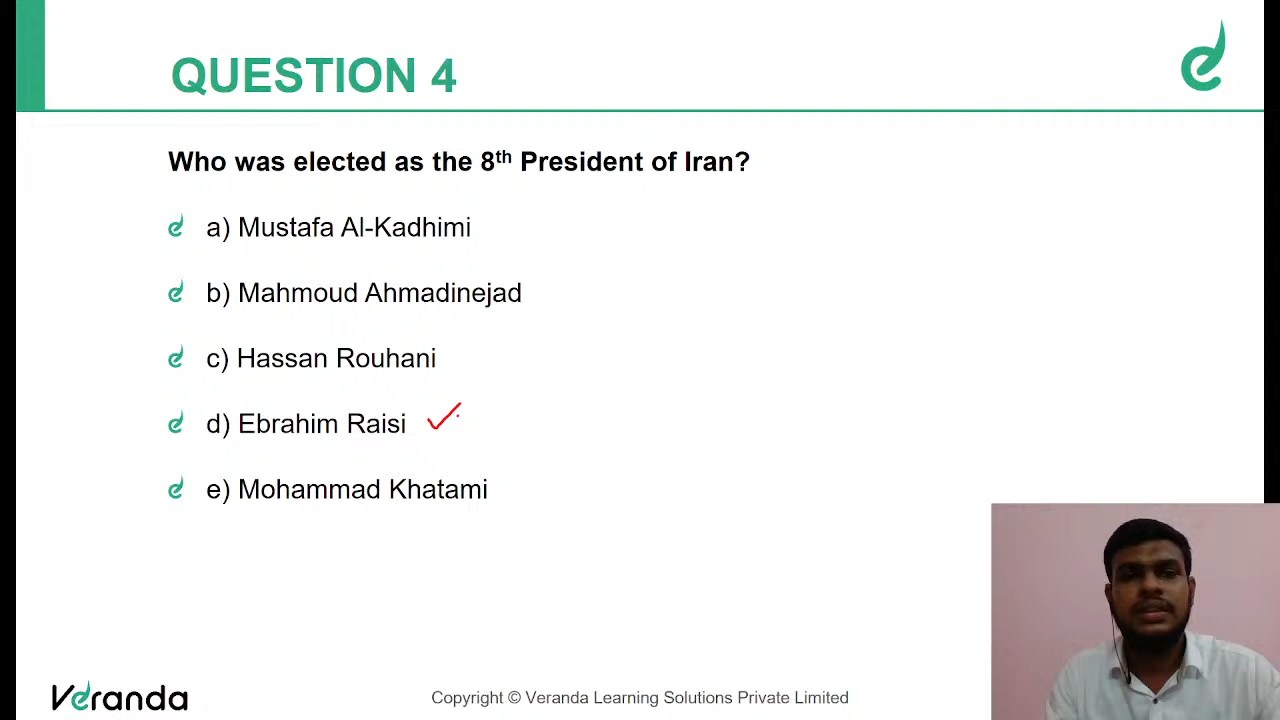 QUESTION 4
Who was elected as the 8th President of Iran?
a) Mustafa Al-Kadhimi
b) Mahmoud Ahmadinejad
c) Hassan Rouhani
d) Ebrahim Raisi
e) Mohammad Khatami
Veranda
Copyright © Veranda Learning Solutions Private Limited